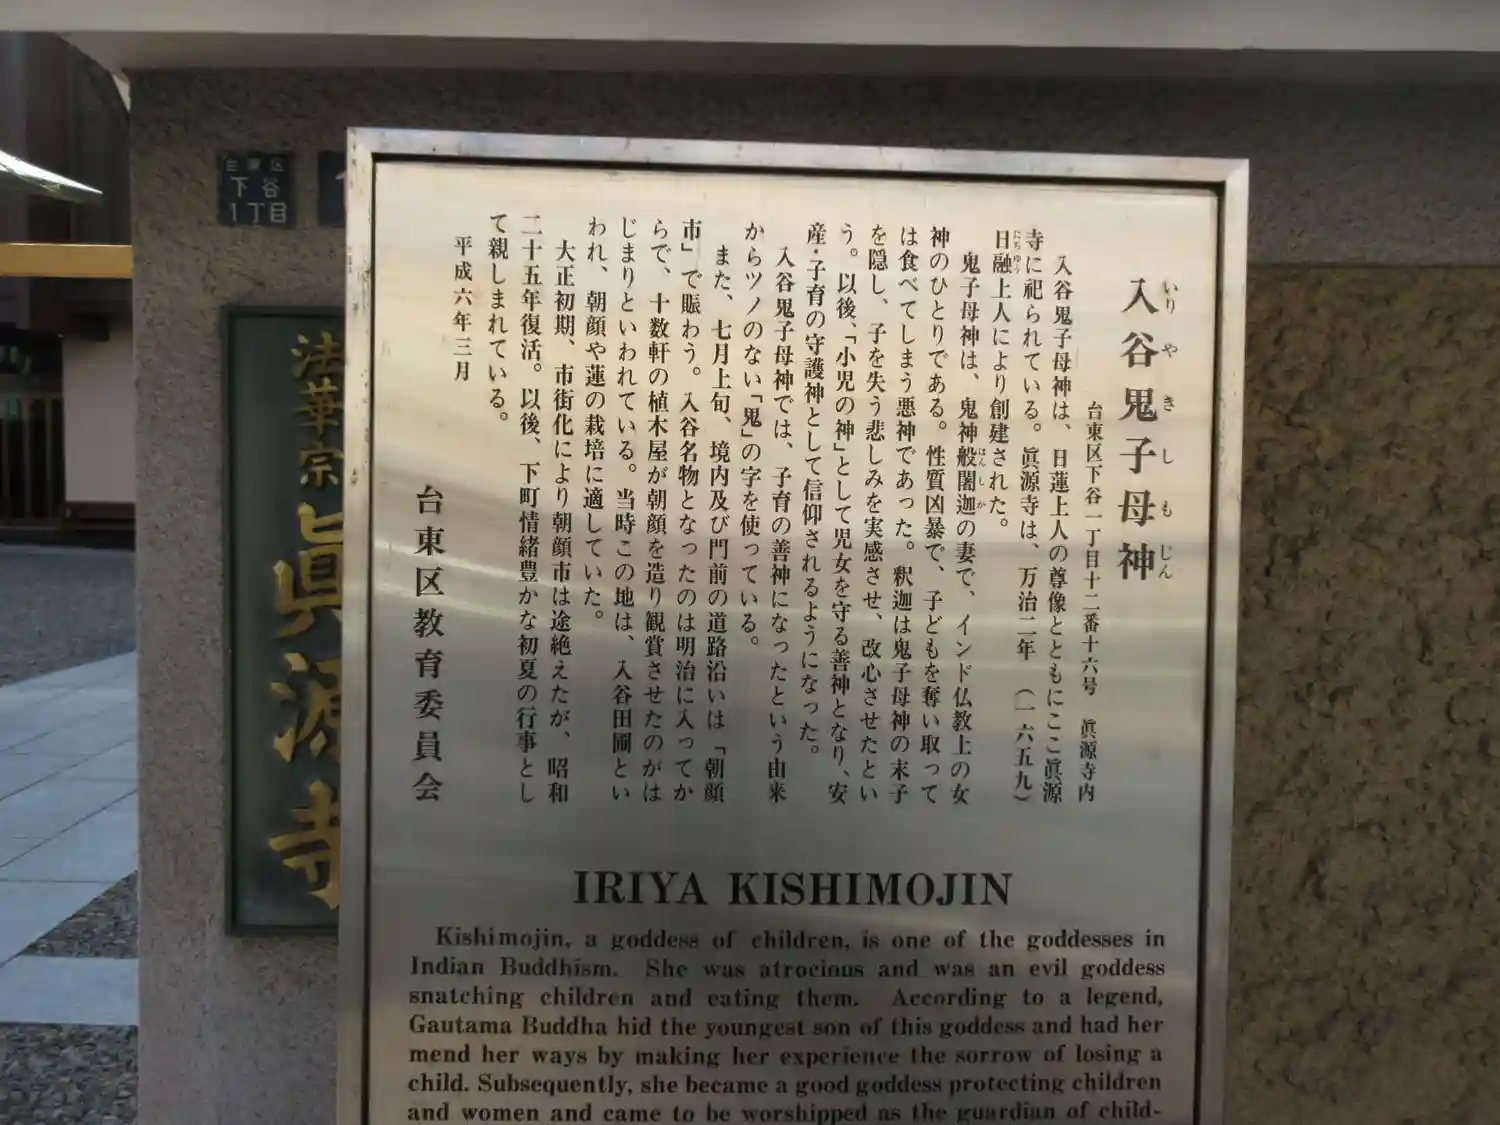 台東区
下谷
1丁目
法華宗
眞源寺
入谷鬼子母神
いりやきしもじん
台東区下谷一丁目十二番十六号 眞源寺内
入谷鬼子母神は、日蓮上人の尊像とともにここ眞源
寺に祀られている。眞源寺は、万治二年(一六五九)
日融上人により創建された。
にちゆう
鬼子母神は、鬼神般闍迦の妻で、インド仏教上の女
はんしか
神のひとりである。性質凶暴で、子どもを奪い取って
は食べてしまう悪神であった。釈迦は鬼子母神の末子
を隠し、子を失う悲しみを実感させ、改心させたとい
う。以後、「小児の神」として児女を守る善神となり、安
産・子育の守護神として信仰されるようになった。
入谷鬼子母神では、子育の善神になったという由来
からツノのない「鬼」の字を使っている。
また、七月上旬、境内及び門前の道路沿いは「朝顔
市」で賑わう。入谷名物となったのは明治に入ってか
らで、十数軒の植木屋が朝顔を造り観賞させたのがは
じまりといわれている。当時この地は、入谷田圃とい
われ、朝顔や蓮の栽培に適していた。
大正初期、市街化により朝顔市は途絶えたが、昭和
二十五年復活。以後、下町情緒豊かな初夏の行事とし
て親しまれている。
平成六年三月
台東区教育委員会
IRIYA KISHIMOJIN
Kishimojin, a goddess of children, is one of the goddesses in
Indian Buddhism. She was atrocious and was an evil goddess
snatching children and eating them. According to a legend,
Gautama Buddha hid the youngest son of this goddess and had her
mend her ways by making her experience the sorrow of losing a
child. Subsequently, she became a good goddess protecting children
and women and came to be worshipped as the guardian of child-